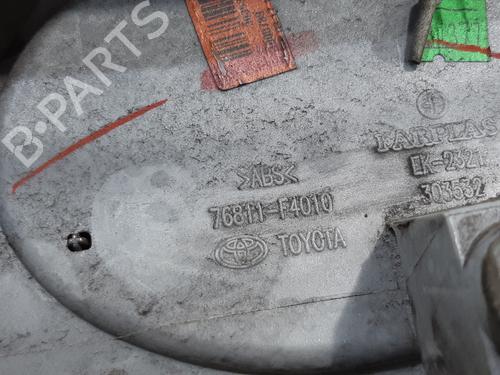 B-PARTS
FARPLAS
>ABS<
EK-2321
76811-F4010
303532
TOYOTA